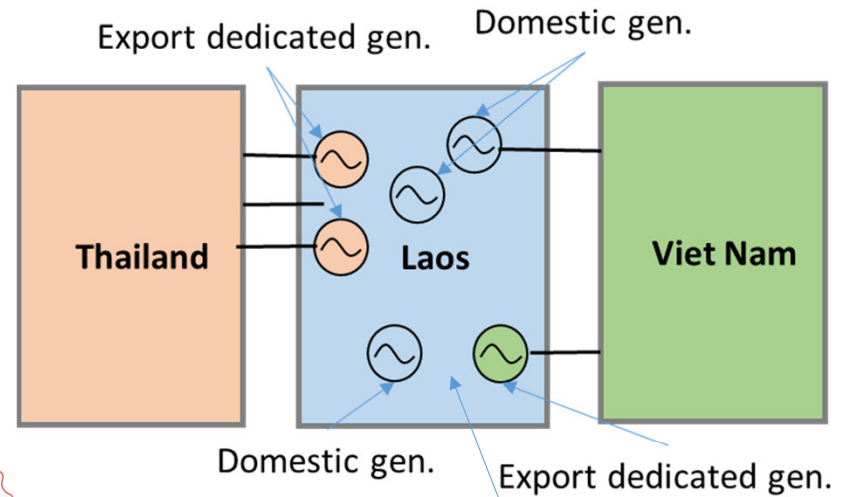 Export dedicated gen.
Domestic gen.
Thailand
Laos
Viet Nam
Domestic gen.
Export dedicated gen.